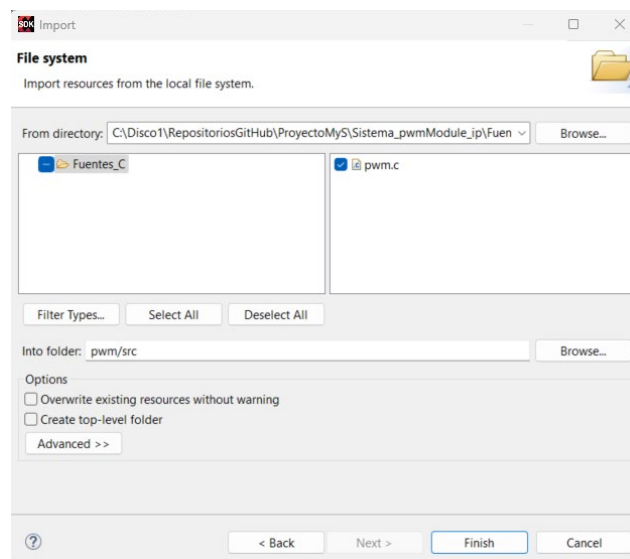 SDK Import
File system
Import resources from the local file system.
From directory: C:\Disco1\RepositoriosGitHub\ProyectoMyS\Sistema_pwmModule_ip\Fuen Browse...
Fuentes_C
pwm.c
Filter Types... Select All Deselect All
Into folder: pwm/src Browse...
Options
Overwrite existing resources without warning
Create top-level folder
Advanced >>
? < Back Next > Finish Cancel